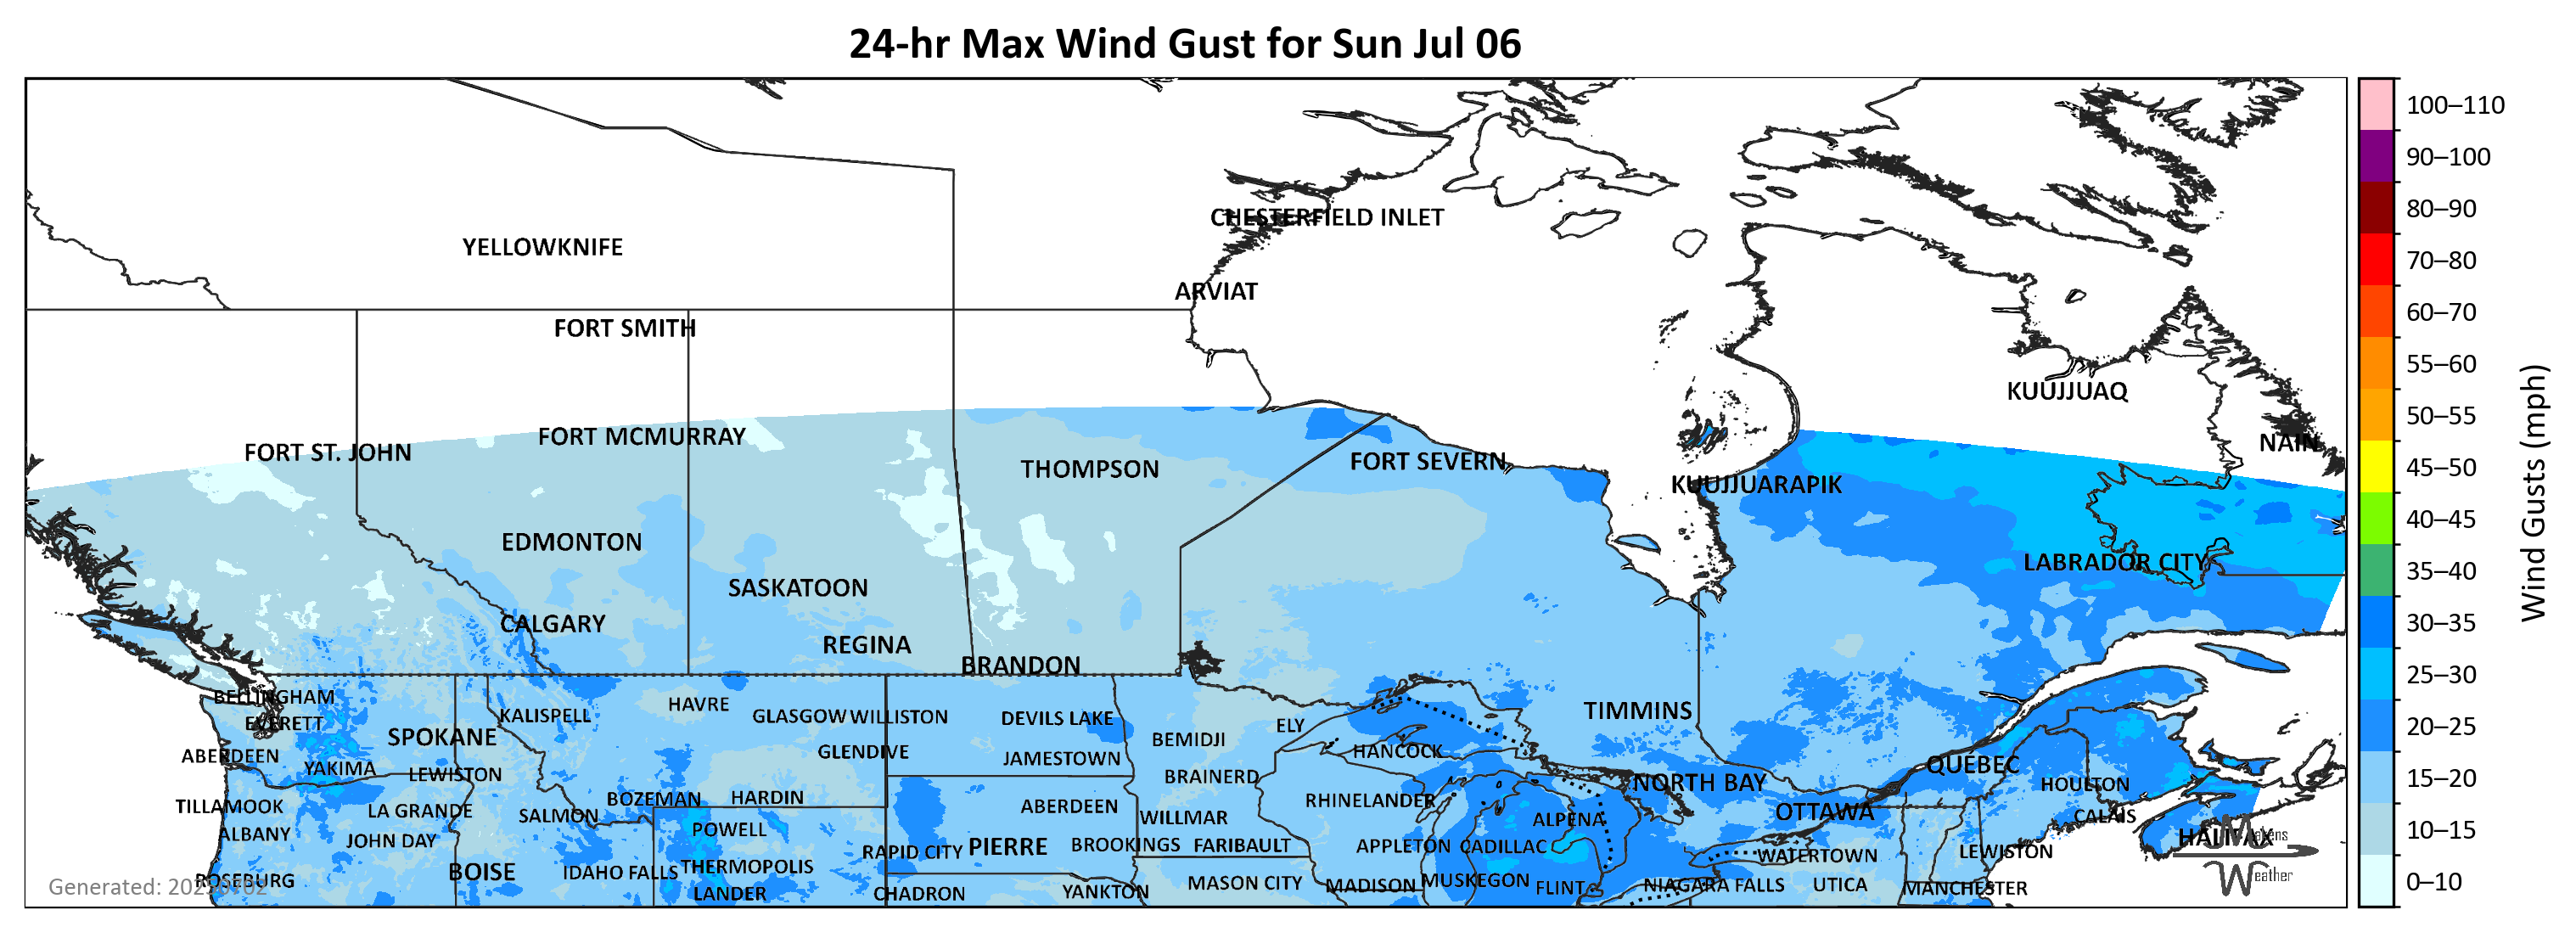 24-hr Max Wind Gust for Sun Jul 06
100–110
90–100
80–90
70–80
60–70
55–60
50–55
45–50
40–45
35–40
30–35
25–30
20–25
15–20
10–15
0–10
Wind Gusts (mph)
CHESTERFIELD INLET
YELLOWKNIFE
ARVIAT
FORT SMITH
KUUJJUAQ
FORT MCMURRAY
NAIN
FORT ST. JOHN
FORT SEVERN
THOMPSON
KUUJJUARAPIK
EDMONTON
LABRADOR CITY
SASKATOON
CALGARY
REGINA
BRANDON
BELLINGHAM
HAVRE
TIMMINS
KALISPELL
GLASGOW
WILLISTON
DEVILS LAKE
EVERETT
ELY
SPOKANE
BEMIDJI
HANCOCK
GLENDIVE
ABERDEEN
JAMESTOWN
QUÉBEC
YAKIMA
LEWISTON
BRAINERD
NORTH BAY
HOULTON
BOZEMAN
HARDIN
RHINELANDER
TILLAMOOK
ABERDEEN
LA GRANDE
OTTAWA
SALMON
CALAIS
WILLMAR
ALPENA
POWELL
ALBANY
HALIFAX
JOHN DAY
BROOKINGS
FARIBAULT
APPLETON
CADILLAC
PIERRE
RAPID CITY
LEWISTON
WATERTOWN
THERMOPOLIS
BOISE
IDAHO FALLS
ROSEBURG
MUSKEGON
MASON CITY
MADISON
NIAGARA FALLS
UTICA
FLINT
MANCHESTER
YANKTON
LANDER
CHADRON
Weather